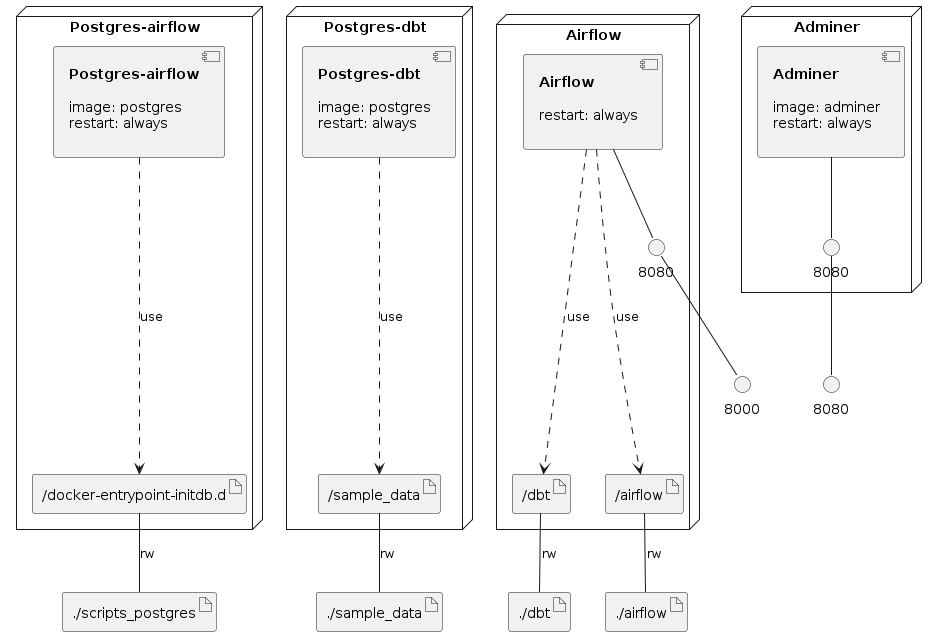 Postgres-airflow
Postgres-airflow
image: postgres
restart: always
use
/docker-entrypoint-initdb.d
rw
./scripts_postgres
Postgres-dbt
Postgres-dbt
image: postgres
restart: always
use
/sample_data
rw
./sample_data
Airflow
Airflow
restart: always
8080
use
use
/dbt
/airflow
rw
rw
./dbt
./airflow
8000
Adminer
Adminer
image: adminer
restart: always
8080
8080